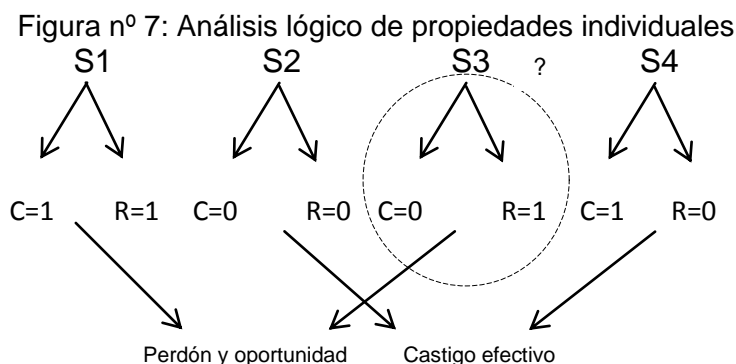 Figura nº 7: Análisis lógico de propiedades individuales
S1 S2 S3 ? S4
C=1 R=1 C=0 R=0 C=0 R=1 C=1 R=0
Perdón y oportunidad Castigo efectivo